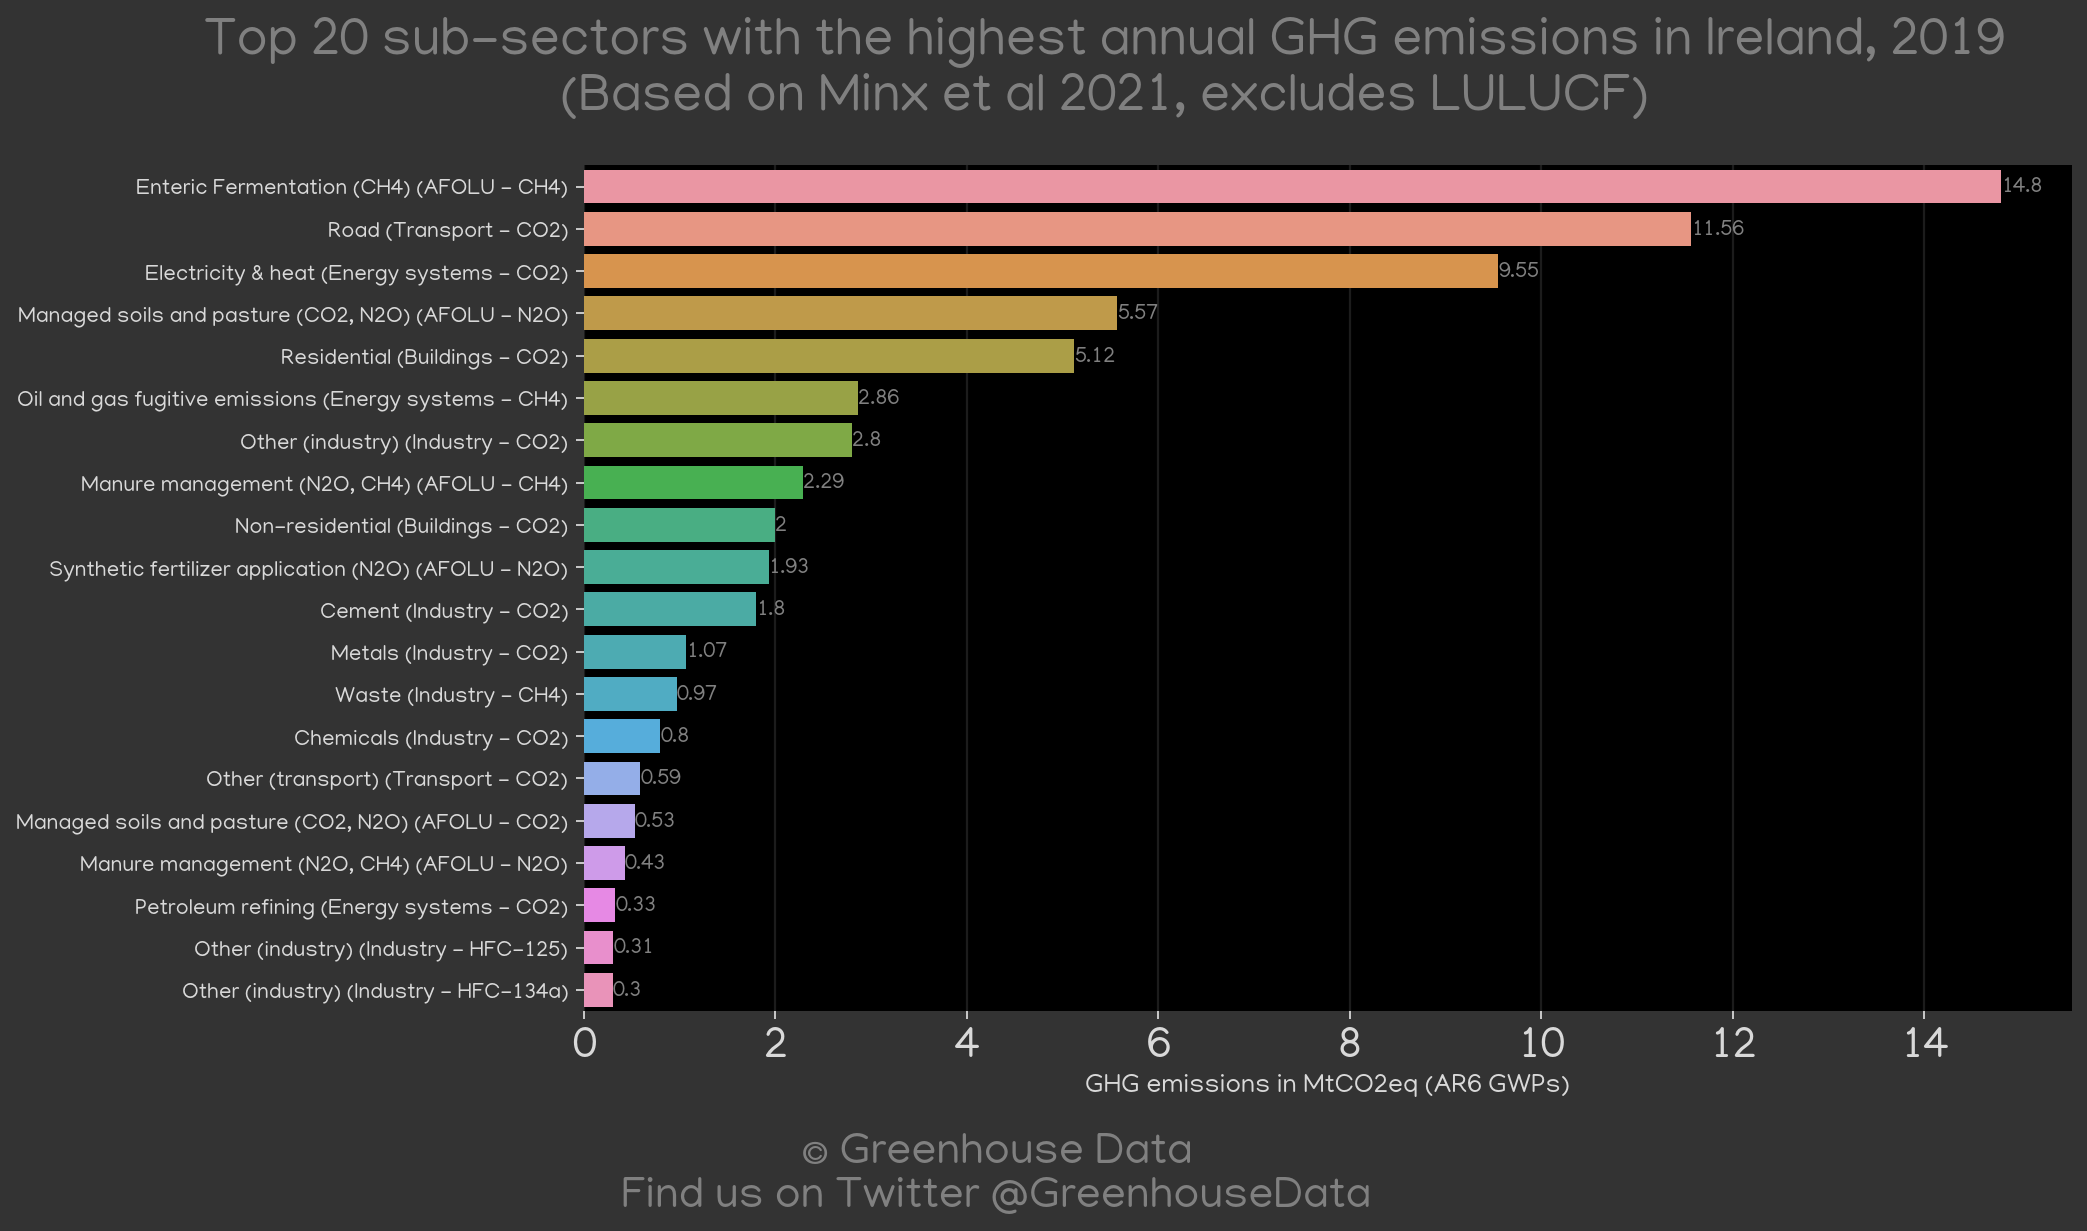 Top 20 sub-sectors with the highest annual GHG emissions in Ireland, 2019
(Based on Minx et al 2021, excludes LULUCF)
Enteric Fermentation (CH4) (AFOLU - CH4) 14.8
Road (Transport - CO2) 11.56
Electricity & heat (Energy systems - CO2) 9.55
Managed soils and pasture (CO2, N2O) (AFOLU - N2O) 5.57
Residential (Buildings - CO2) 5.12
Oil and gas fugitive emissions (Energy systems - CH4) 2.86
Other (industry) (Industry - CO2) 2.8
Manure management (N2O, CH4) (AFOLU - CH4) 2.29
Non-residential (Buildings - CO2) 2
Synthetic fertilizer application (N2O) (AFOLU - N2O) 1.93
Cement (Industry - CO2) 1.8
Metals (Industry - CO2) 1.07
Waste (Industry - CH4) 0.97
Chemicals (Industry - CO2) 0.8
Other (transport) (Transport - CO2) 0.59
Managed soils and pasture (CO2, N2O) (AFOLU - CO2) 0.53
Manure management (N2O, CH4) (AFOLU - N2O) 0.43
Petroleum refining (Energy systems - CO2) 0.33
Other (industry) (Industry - HFC-125) 0.31
Other (industry) (Industry - HFC-134a) 0.3
0 2 4 6 8 10 12 14
GHG emissions in MtCO2eq (AR6 GWPs)
© Greenhouse Data
Find us on Twitter @GreenhouseData